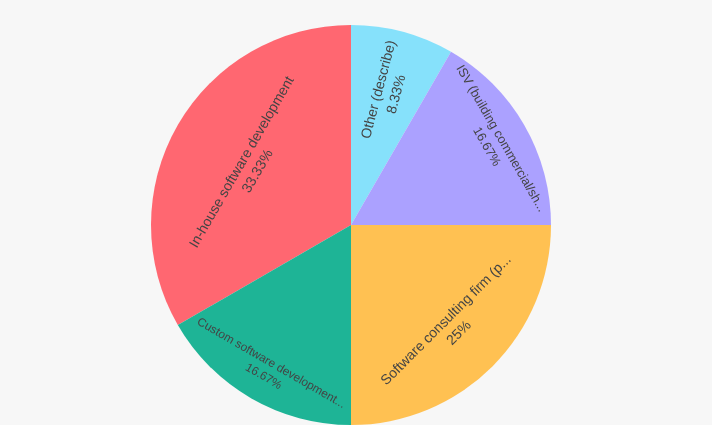 Other (describe)
8.33%
ISV (building commercial/sh...
16.67%
Software consulting firm (p...
25%
Custom software development...
16.67%
In-house software development
33.33%